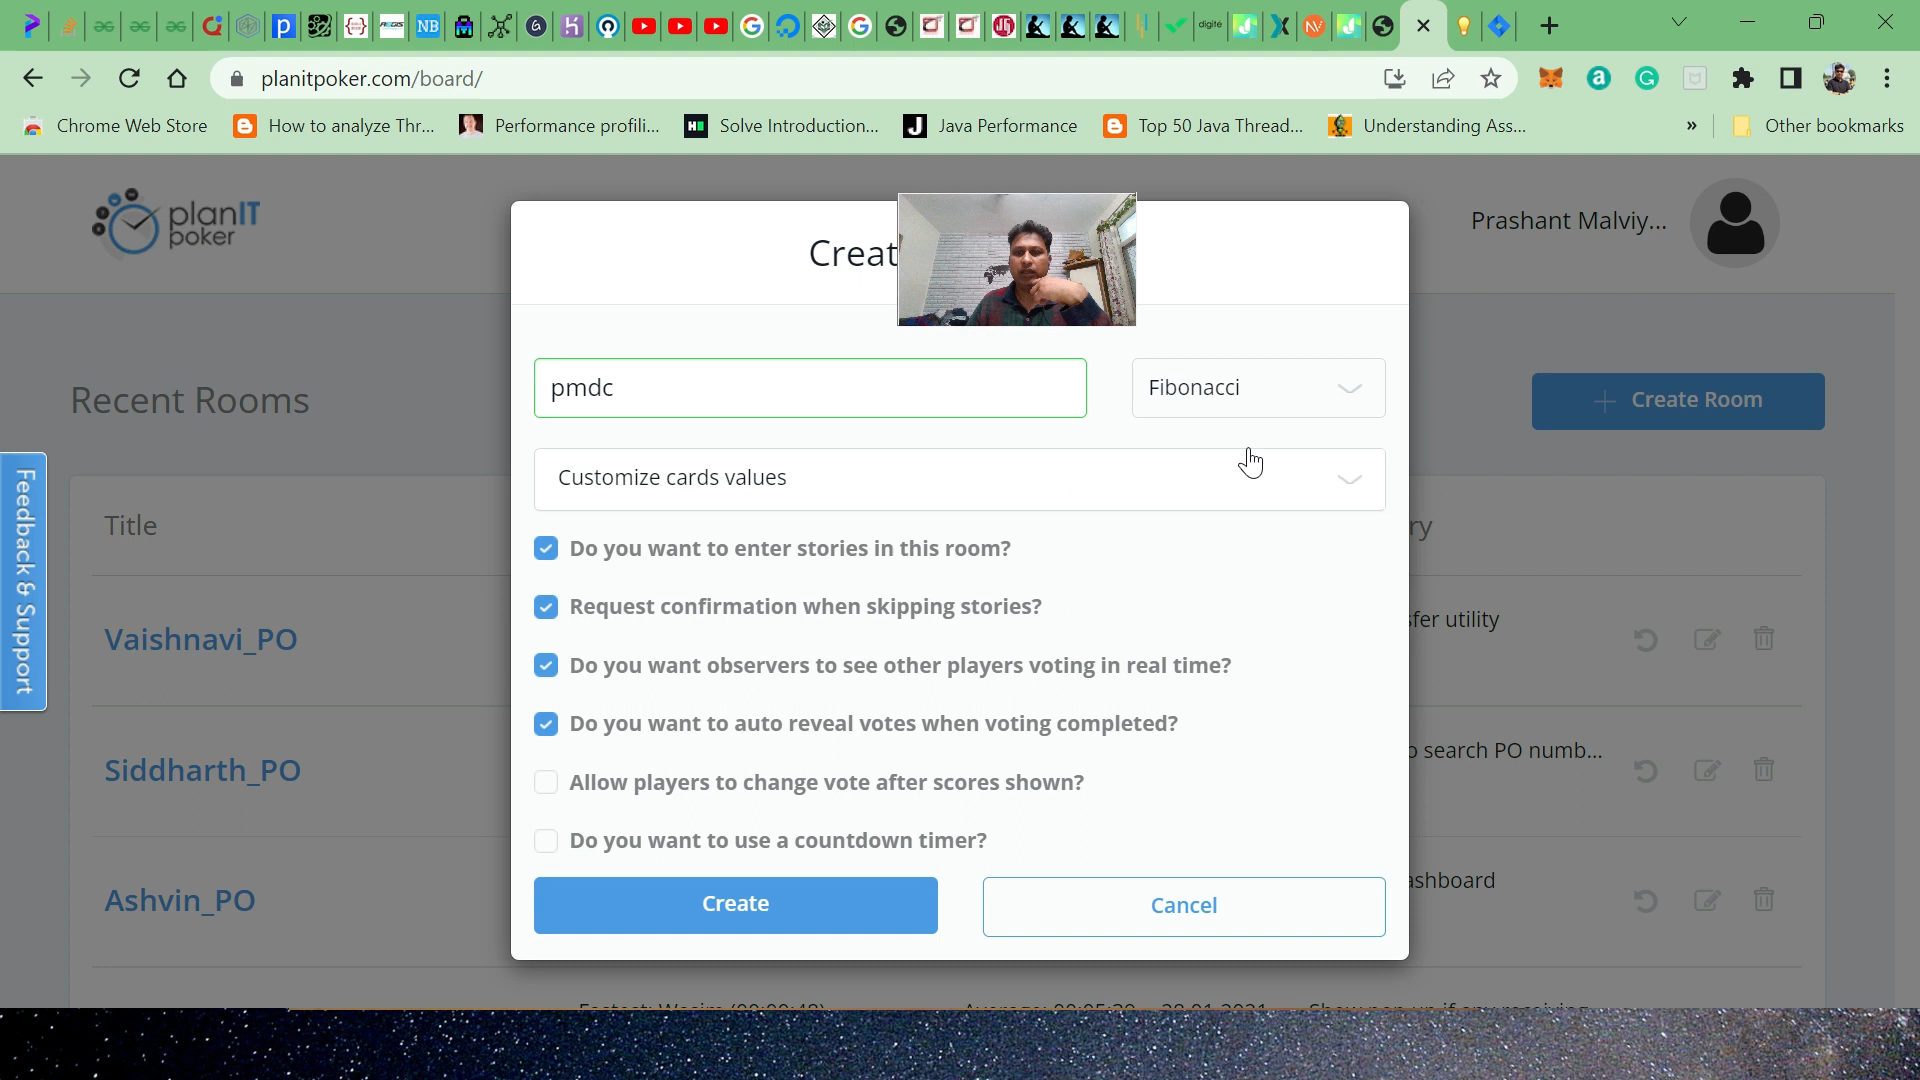 NB
digite
planitpoker.com/board/
Chrome Web Store
How to analyze Thr...
Performance profili...
Solve Introduction...
Java Performance
Top 50 Java Thread...
Understanding Ass...
»
Other bookmarks
planIT
poker
Prashant Malviy...
Creat
pmdc
Fibonacci
Recent Rooms
Create Room
Customize cards values
Feedback & Support
Title
ry
Do you want to enter stories in this room?
Request confirmation when skipping stories?
sfer utility
Vaishnavi_PO
Do you want observers to see other players voting in real time?
Do you want to auto reveal votes when voting completed?
search PO numb...
Siddharth_PO
Allow players to change vote after scores shown?
Do you want to use a countdown timer?
ashboard
Ashvin_PO
Create
Cancel